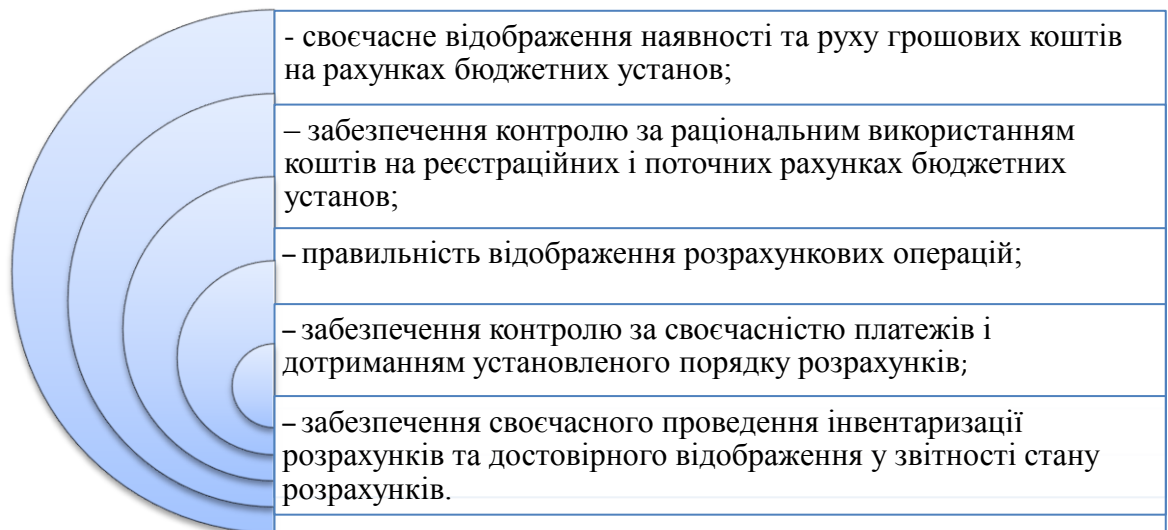 - своєчасне відображення наявності та руху грошових коштів
на рахунках бюджетних установ;
– забезпечення контролю за раціональним використанням
коштів на реєстраційних і поточних рахунках бюджетних
установ;
– правильність відображення розрахункових операцій;
– забезпечення контролю за своєчасністю платежів і
дотриманням установленого порядку розрахунків;
– забезпечення своєчасного проведення інвентаризації
розрахунків та достовірного відображення у звітності стану
розрахунків.